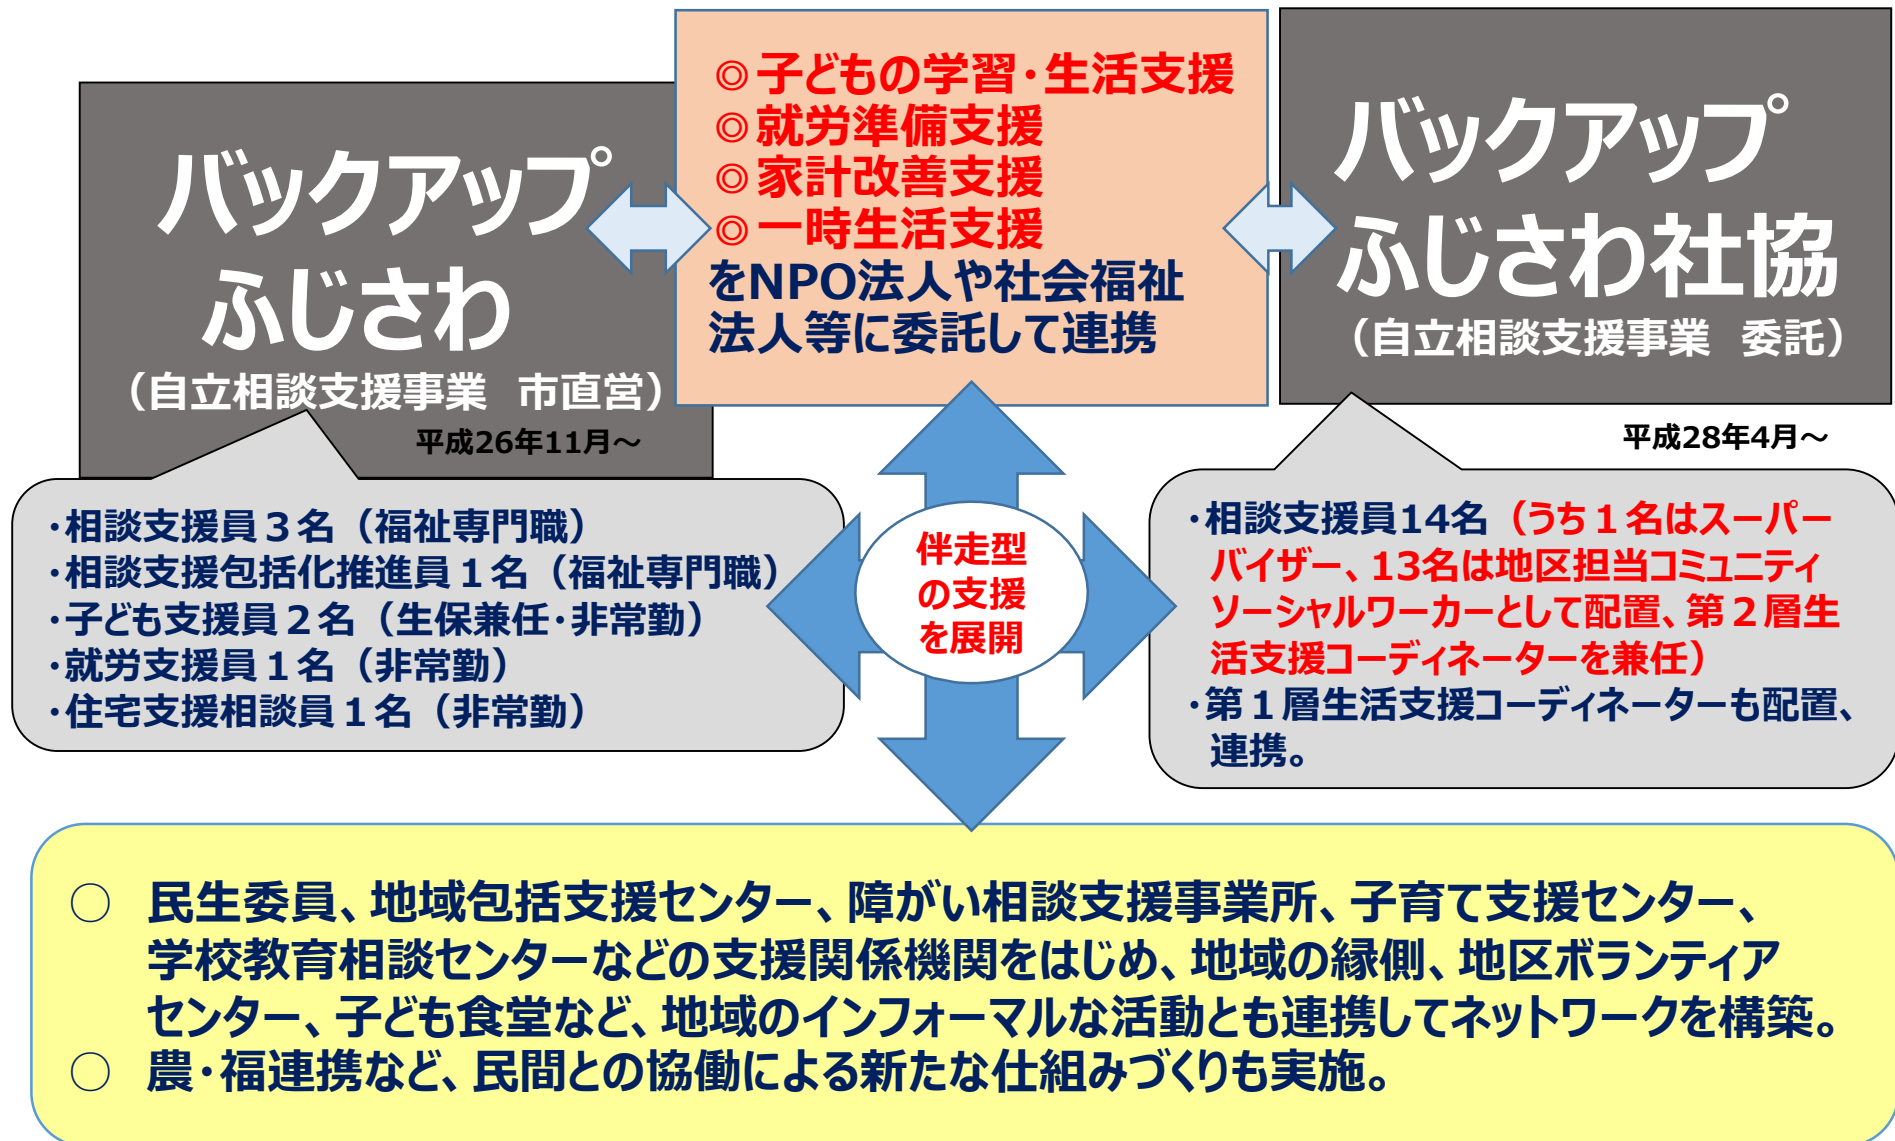 バックアップ
ふじさわ
（自立相談支援事業　市直営）
平成26年11月～
◎子どもの学習・生活支援
◎就労準備支援
◎家計改善支援
◎一時生活支援
をNPO法人や社会福祉
法人等に委託して連携
バックアップ
ふじさわ社協
（自立相談支援事業　委託）
平成28年4月～
・相談支援員３名（福祉専門職）
・相談支援包括化推進員１名（福祉専門職）
・子ども支援員２名（生保兼任・非常勤）
・就労支援員１名（非常勤）
・住宅支援相談員１名（非常勤）
伴走型
の支援
を展開
・相談支援員14名（うち１名はスーパー
バイザー、13名は地区担当コミュニティ
ソーシャルワーカーとして配置、第２層生
活支援コーディネーターを兼任）
・第１層生活支援コーディネーターも配置、
連携。
○　民生委員、地域包括支援センター、障がい相談支援事業所、子育て支援センター、
学校教育相談センターなどの支援関係機関をはじめ、地域の縁側、地区ボランティア
センター、子ども食堂など、地域のインフォーマルな活動とも連携してネットワークを構築。
○　農・福連携など、民間との協働による新たな仕組みづくりも実施。